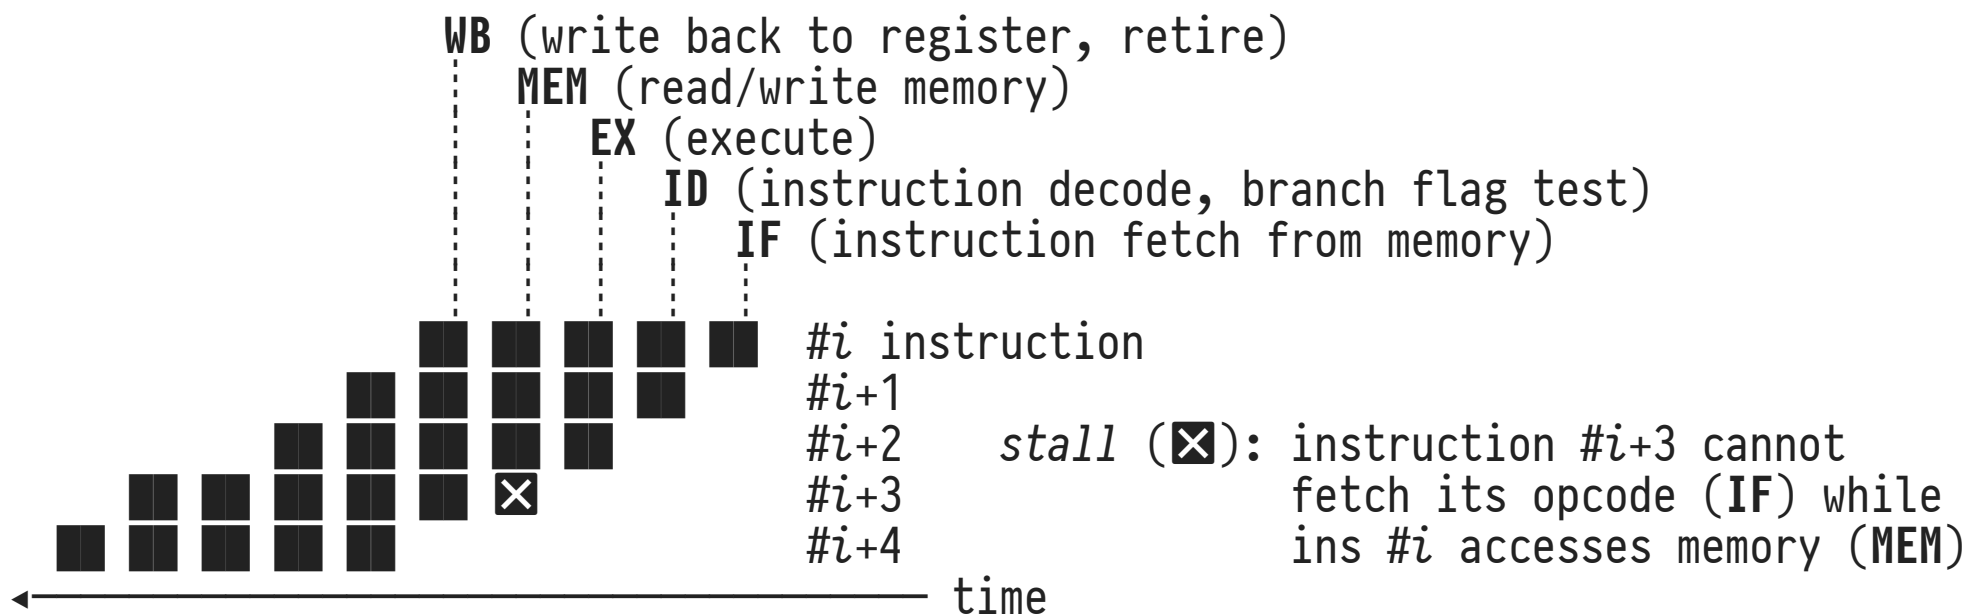 WB (write back to register, retire)
MEM (read/write memory)
EX (execute)
ID (instruction decode, branch flag test)
IF (instruction fetch from memory)
#i instruction
#i+1
#i+2 stall (☒): instruction #i+3 cannot
#i+3 fetch its opcode (IF) while
#i+4 ins #i accesses memory (MEM)
time